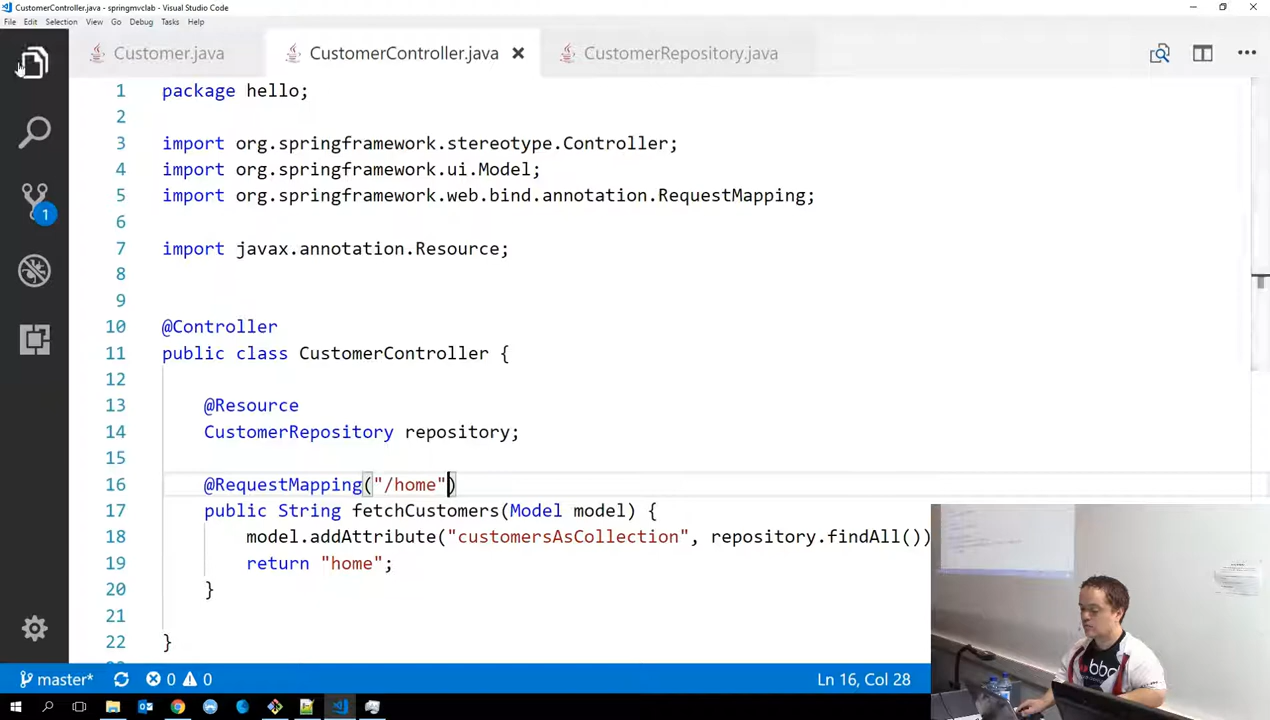 CustomerController.java - springmvclab - Visual Studio Code
File Edit Selection View Go Debug Tasks Help
Customer.java CustomerController.java CustomerRepository.java
1 package hello;
2
3 import org.springframework.stereotype.Controller;
4 import org.springframework.ui.Model;
5 import org.springframework.web.bind.annotation.RequestMapping;
6
7 import javax.annotation.Resource;
8
9
10 @Controller
11 public class CustomerController {
12
13 @Resource
14 CustomerRepository repository;
15
16 @RequestMapping("/home")
17 public String fetchCustomers(Model model) {
18 model.addAttribute("customersAsCollection", repository.findAll())
19 return "home";
20 }
21
22 }
1
master* 0 0 Ln 16, Col 28
bbd